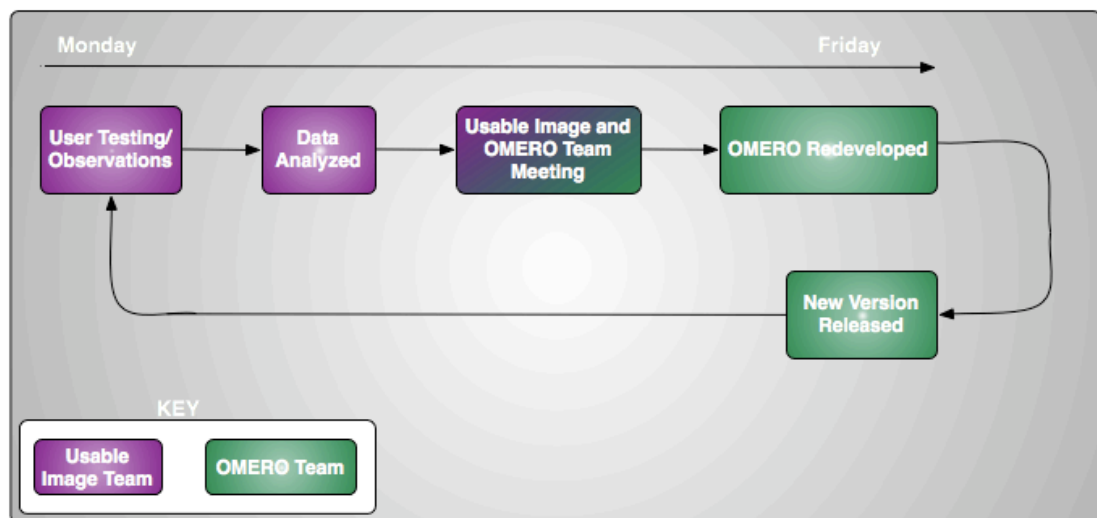 Monday
Friday
User Testing/
Observations
Data
Analyzed
Usable Image and
OMERO Team
Meeting
OMERO Redeveloped
New Version
Released
KEY
Usable
Image Team
OMERO Team